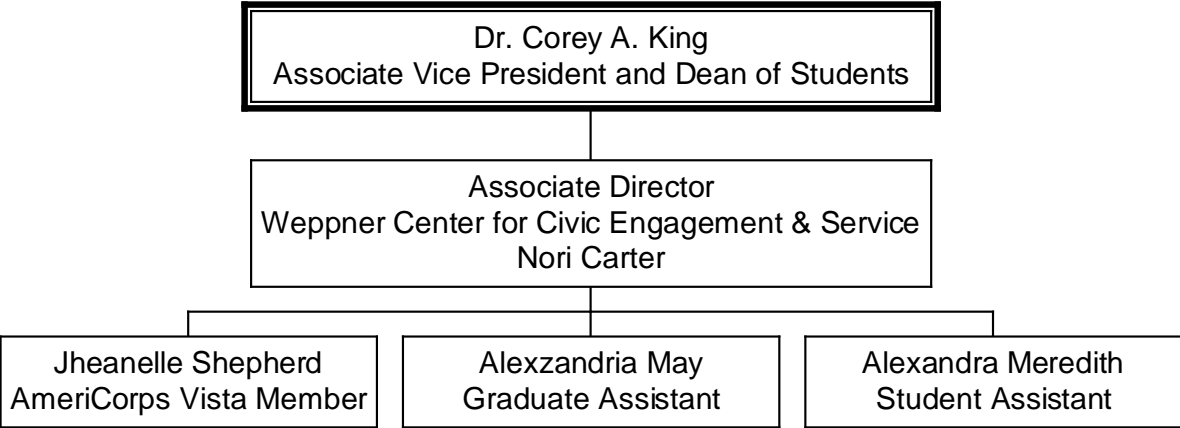 Dr. Corey A. King
Associate Vice President and Dean of Students
Associate Director
Weppner Center for Civic Engagement & Service
Nori Carter
Jheanelle Shepherd
AmeriCorps Vista Member
Alexzandria May
Graduate Assistant
Alexandra Meredith
Student Assistant